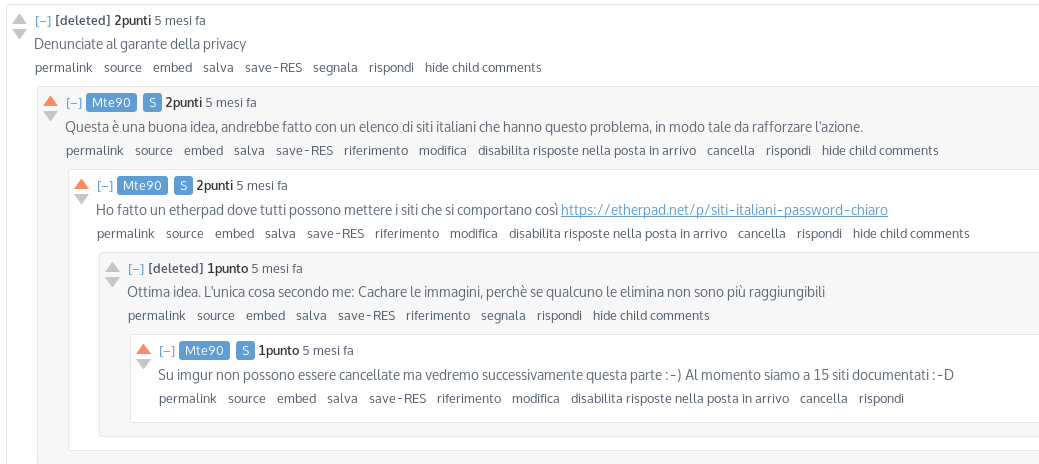 [–] [deleted] 2punti 5 mesi fa
Denunciate al garante della privacy
permalink source embed salva save-RES segnala rispondi hide child comments
[–] Mte90 S 2punti 5 mesi fa
Questa è una buona idea, andrebbe fatto con un elenco di siti italiani che hanno questo problema, in modo tale da rafforzare l'azione.
permalink source embed salva save-RES riferimento modifica disabilita risposte nella posta in arrivo cancella rispondi hide child comments
[–] Mte90 S 2punti 5 mesi fa
Ho fatto un etherpad dove tutti possono mettere i siti che si comportano così https://etherpad.net/p/siti-italiani-password-chiaro
permalink source embed salva save-RES riferimento modifica disabilita risposte nella posta in arrivo cancella rispondi hide child comments
[–] [deleted] 1punto 5 mesi fa
Ottima idea. L'unica cosa secondo me: Cachare le immagini, perchè se qualcuno le elimina non sono più raggiungibili
permalink source embed salva save-RES riferimento segnala rispondi hide child comments
[–] Mte90 S 1punto 5 mesi fa
Su imgur non possono essere cancellate ma vedremo successivamente questa parte :-) Al momento siamo a 15 siti documentati :-D
permalink source embed salva save-RES riferimento modifica disabilita risposte nella posta in arrivo cancella rispondi